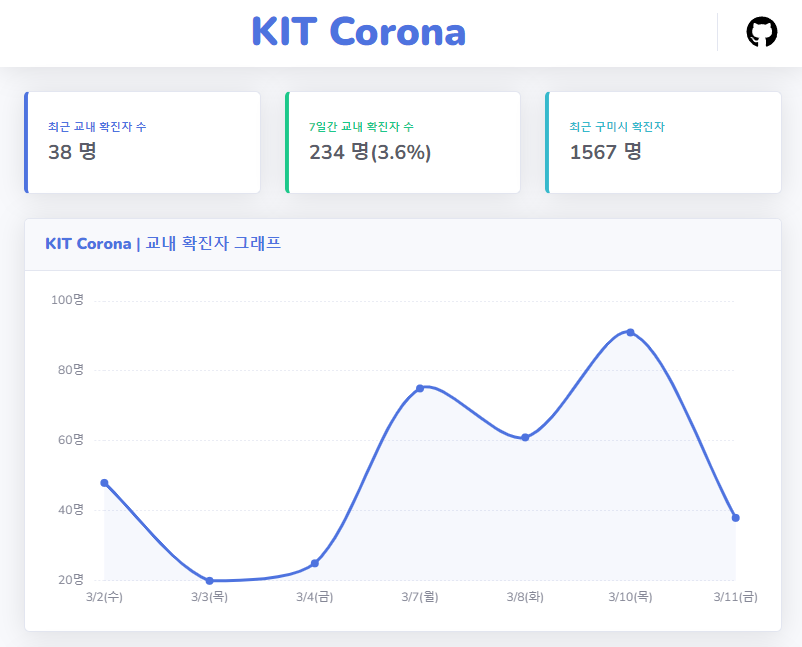 KIT Corona
최근 교내 확진자 수
38 명
7일간 교내 확진자 수
234 명(3.6%)
최근 구미시 확진자
1567 명
KIT Corona | 교내 확진자 그래프
100명
80명
60명
40명
20명
3/2(수) 3/3(목) 3/4(금) 3/7(월) 3/8(화) 3/10(목) 3/11(금)